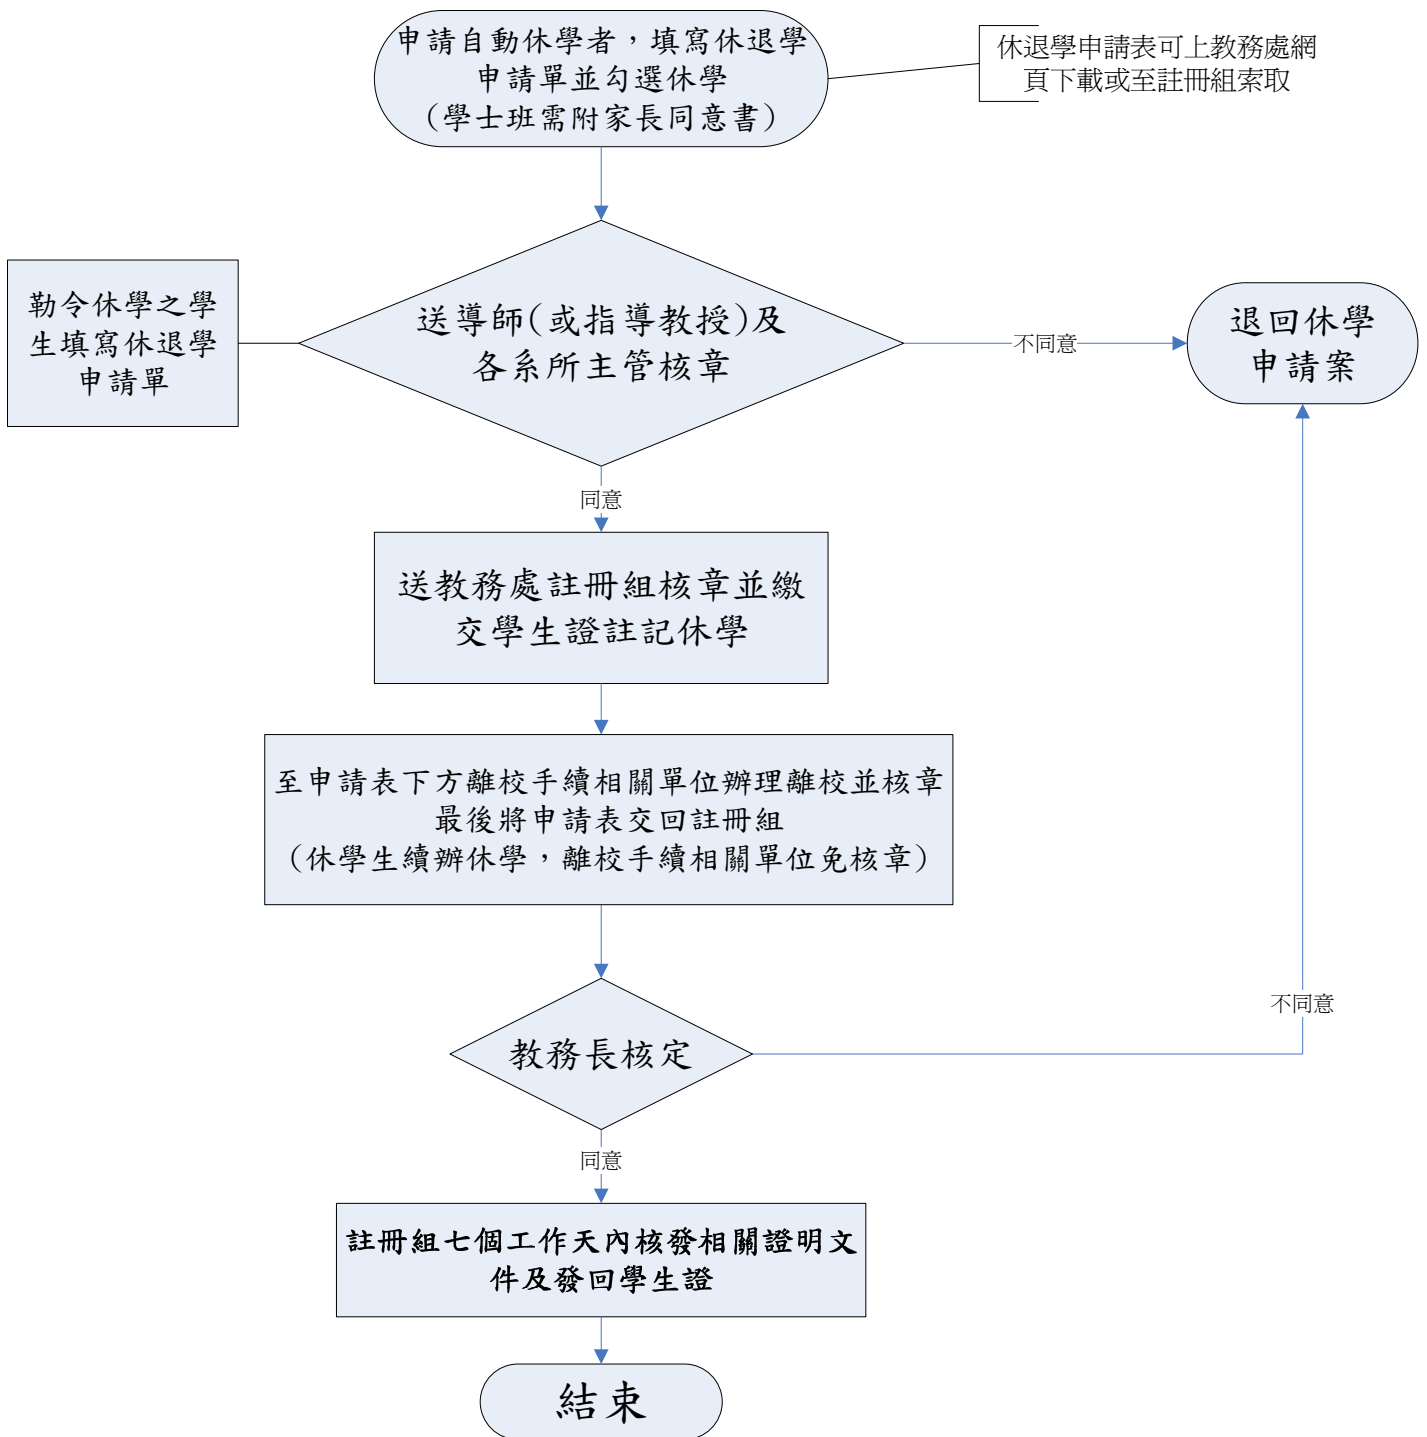 申請自動休學者，填寫休退學
申請單並勾選休學
（學士班需附家長同意書）
休退學申請表可上教務處網
頁下載或至註冊組索取
勒令休學之學
生填寫休退學
申請單
送導師(或指導教授)及
各系所主管核章
不同意
退回休學
申請案
同意
送教務處註冊組核章並繳
交學生證註記休學
至申請表下方離校手續相關單位辦理離校並核章
最後將申請表交回註冊組
（休學生續辦休學，離校手續相關單位免核章）
不同意
教務長核定
同意
註冊組七個工作天內核發相關證明文
件及發回學生證
結束